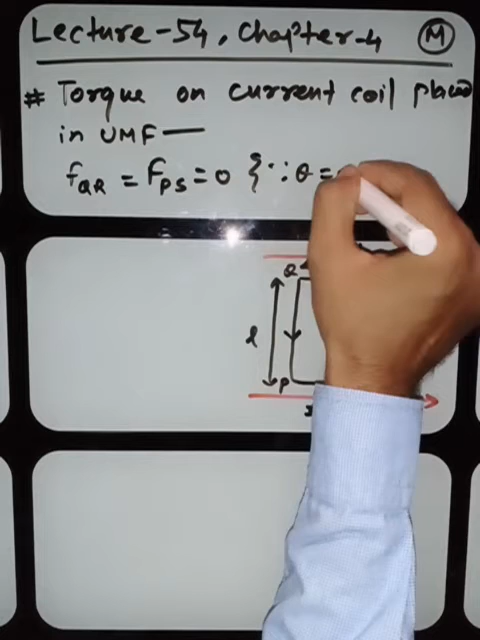 Lecture-54, Chapter-4 M
# Torque on current coil placed
in UMF —
F_QR = F_PS = 0 { ∵ θ =
Q
l
P